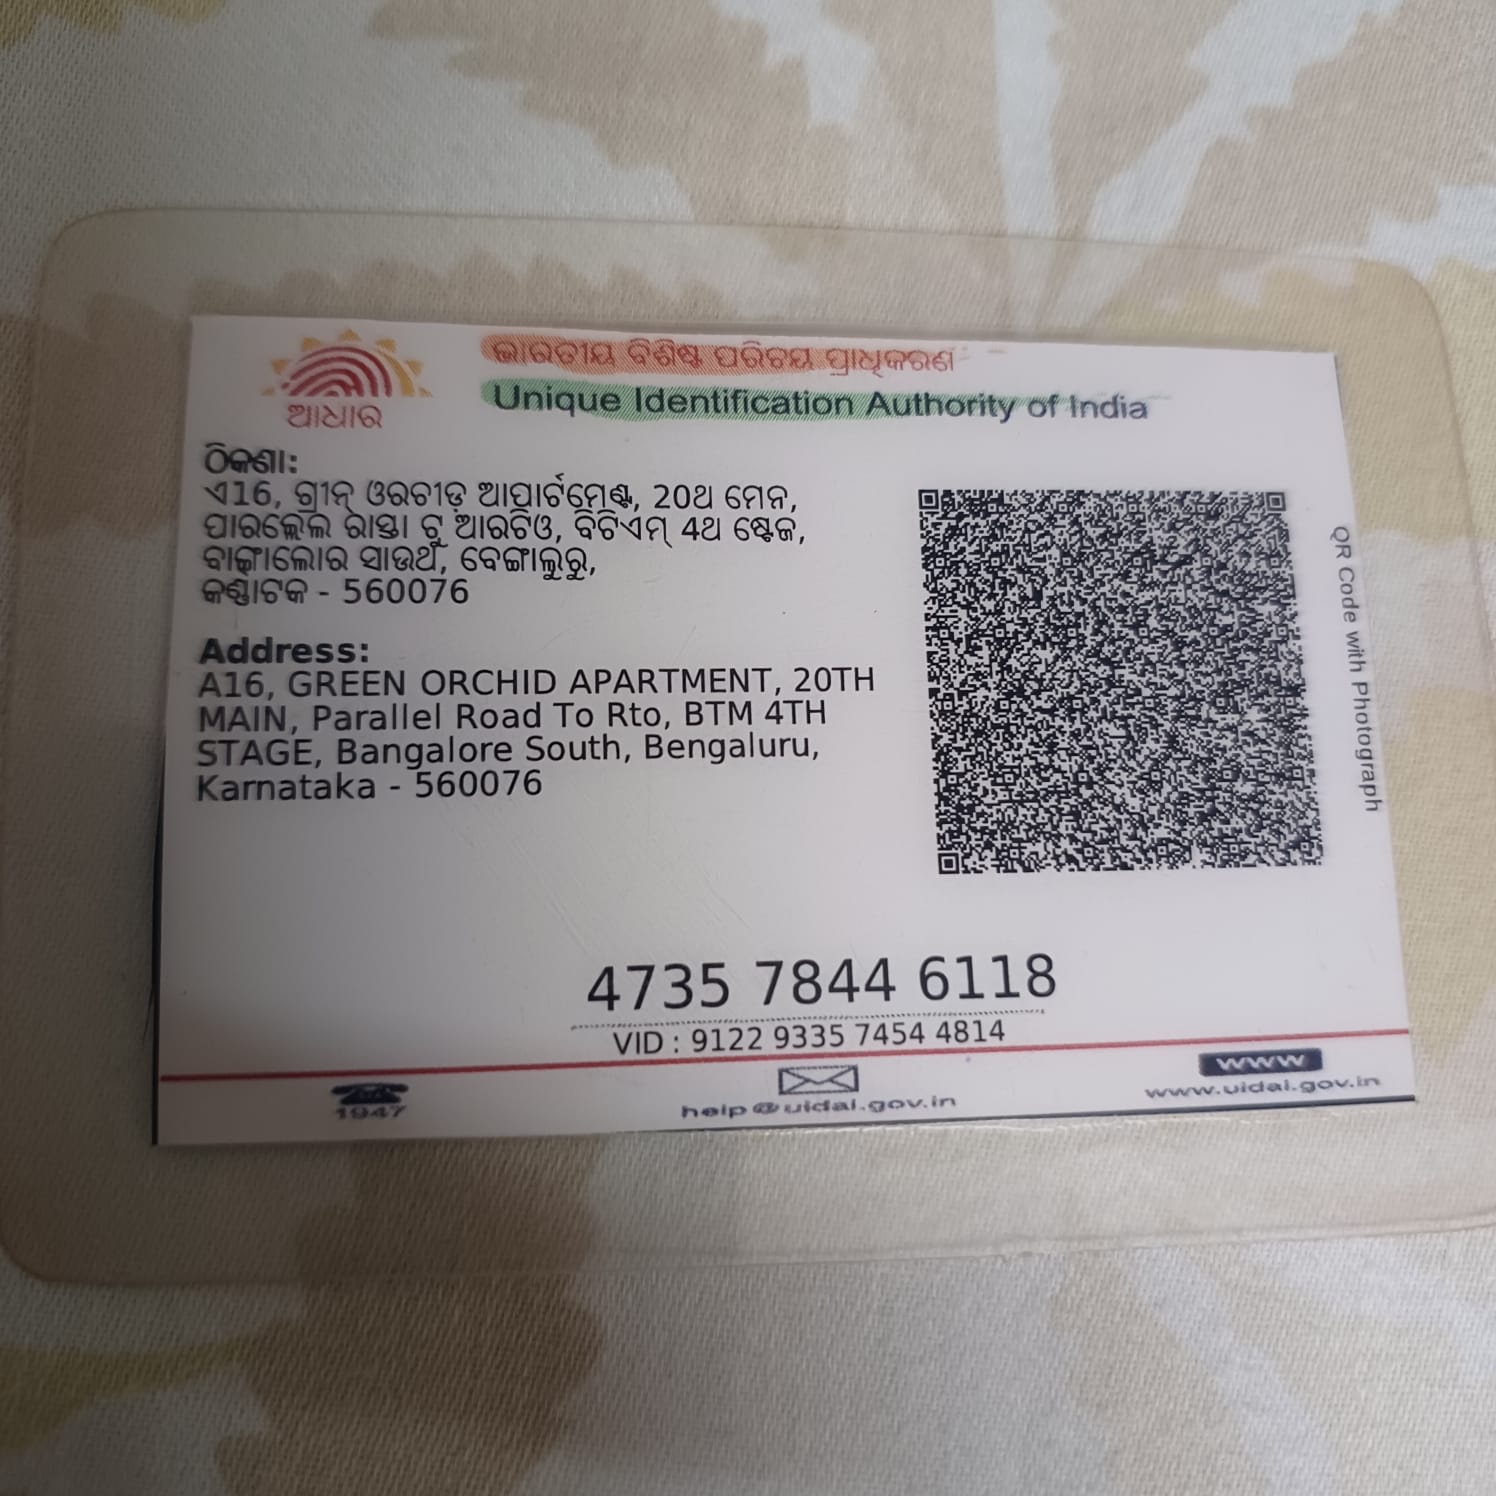 ଆଧାର
ଭାରତୀୟ ବିଶିଷ୍ଟ ପରିଚୟ ପ୍ରାଧିକରଣ
Unique Identification Authority of India
ଠିକଣା:
ଏ16, ଗ୍ରୀନ୍ ଓରଚୀଡ଼ ଆପାର୍ଟମେଣ୍ଟ, 20ଥ ମେନ,
ପାରଲ୍ଲେଲ ରାସ୍ତା ଟୁ ଆରଟିଓ, ବିଟିଏମ୍ 4ଥ ଷ୍ଟେଜ,
ବାଙ୍ଗାଲୋର ସାଉଥ, ବେଙ୍ଗାଲୁରୁ,
କର୍ଣ୍ଣାଟକ - 560076
Address:
A16, GREEN ORCHID APARTMENT, 20TH
MAIN, Parallel Road To Rto, BTM 4TH
STAGE, Bangalore South, Bengaluru,
Karnataka - 560076
QR Code with Photograph
4735 7844 6118
VID : 9122 9335 7454 4814
1947
help@uidai.gov.in
www
www.uidai.gov.in